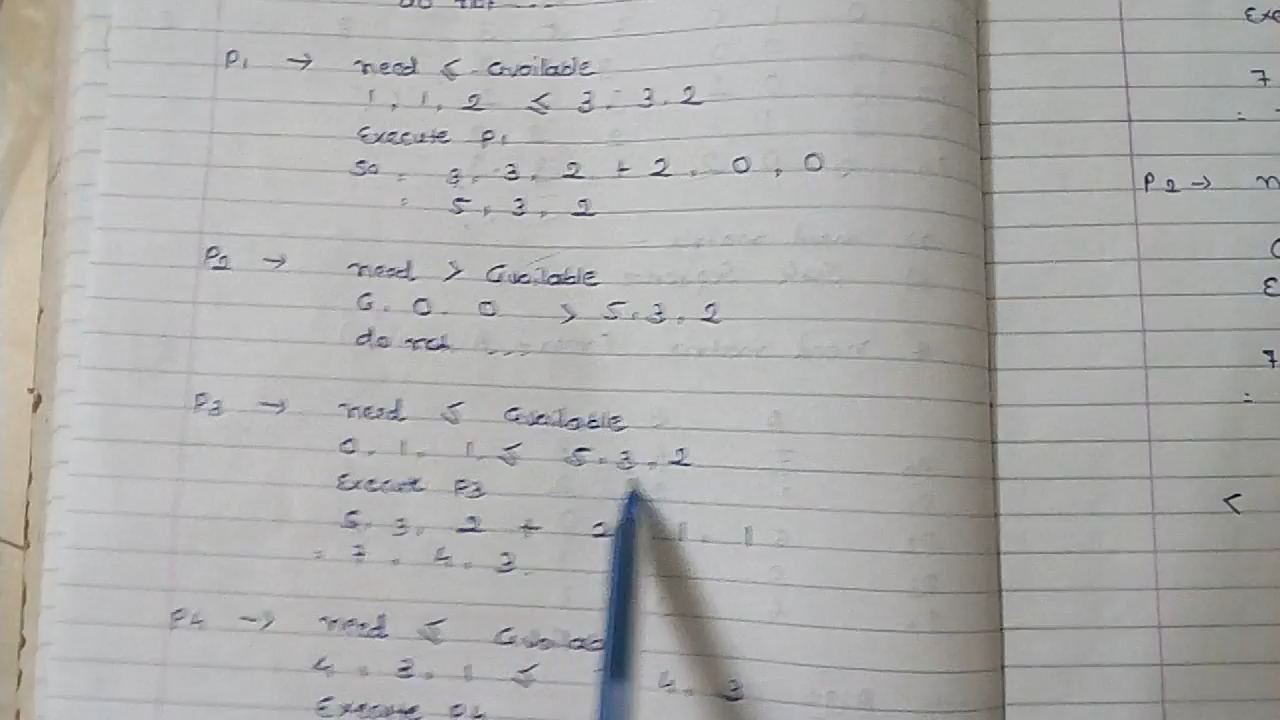 P1 → need ≤ Available
1, 1, 2 ≤ 3, 3, 2
Execute P1
So = 3, 3, 2 + 2, 0, 0,
= 5, 3, 2
P2 → need > Available
6, 0, 0 > 5, 3, 2
do not ....
P3 → need ≤ Available
0, 1, 1, ≤ 5, 3, 2
Execute P3
5, 3, 2 + 2 1, 1
= 7, 4, 3
P4 → need ≤
4, 3, 1 ≤ 4, 3
Execute P4
7
P2 →
7
=
<